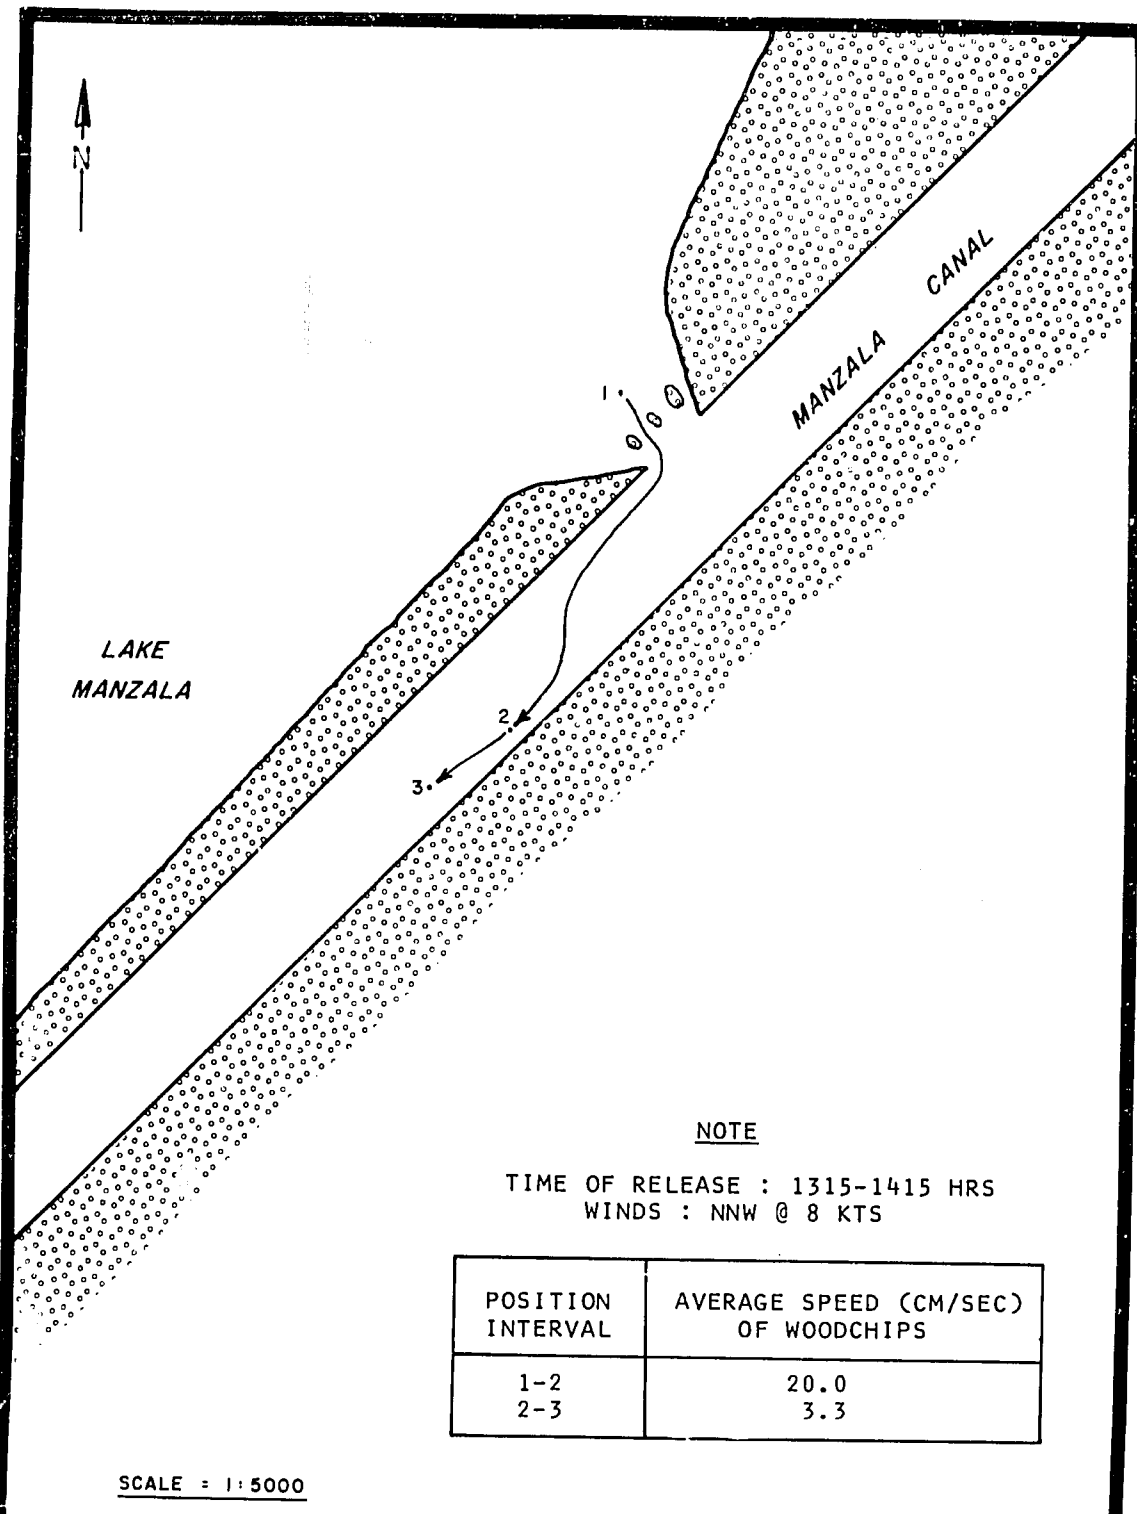 N
CANAL
MANZALA
1
LAKE
MANZALA
2
3
NOTE
TIME OF RELEASE : 1315-1415 HRS
WINDS : NNW @ 8 KTS
POSITION INTERVAL
AVERAGE SPEED (CM/SEC) OF WOODCHIPS
1-2 20.0
2-3 3.3
SCALE = 1:5000